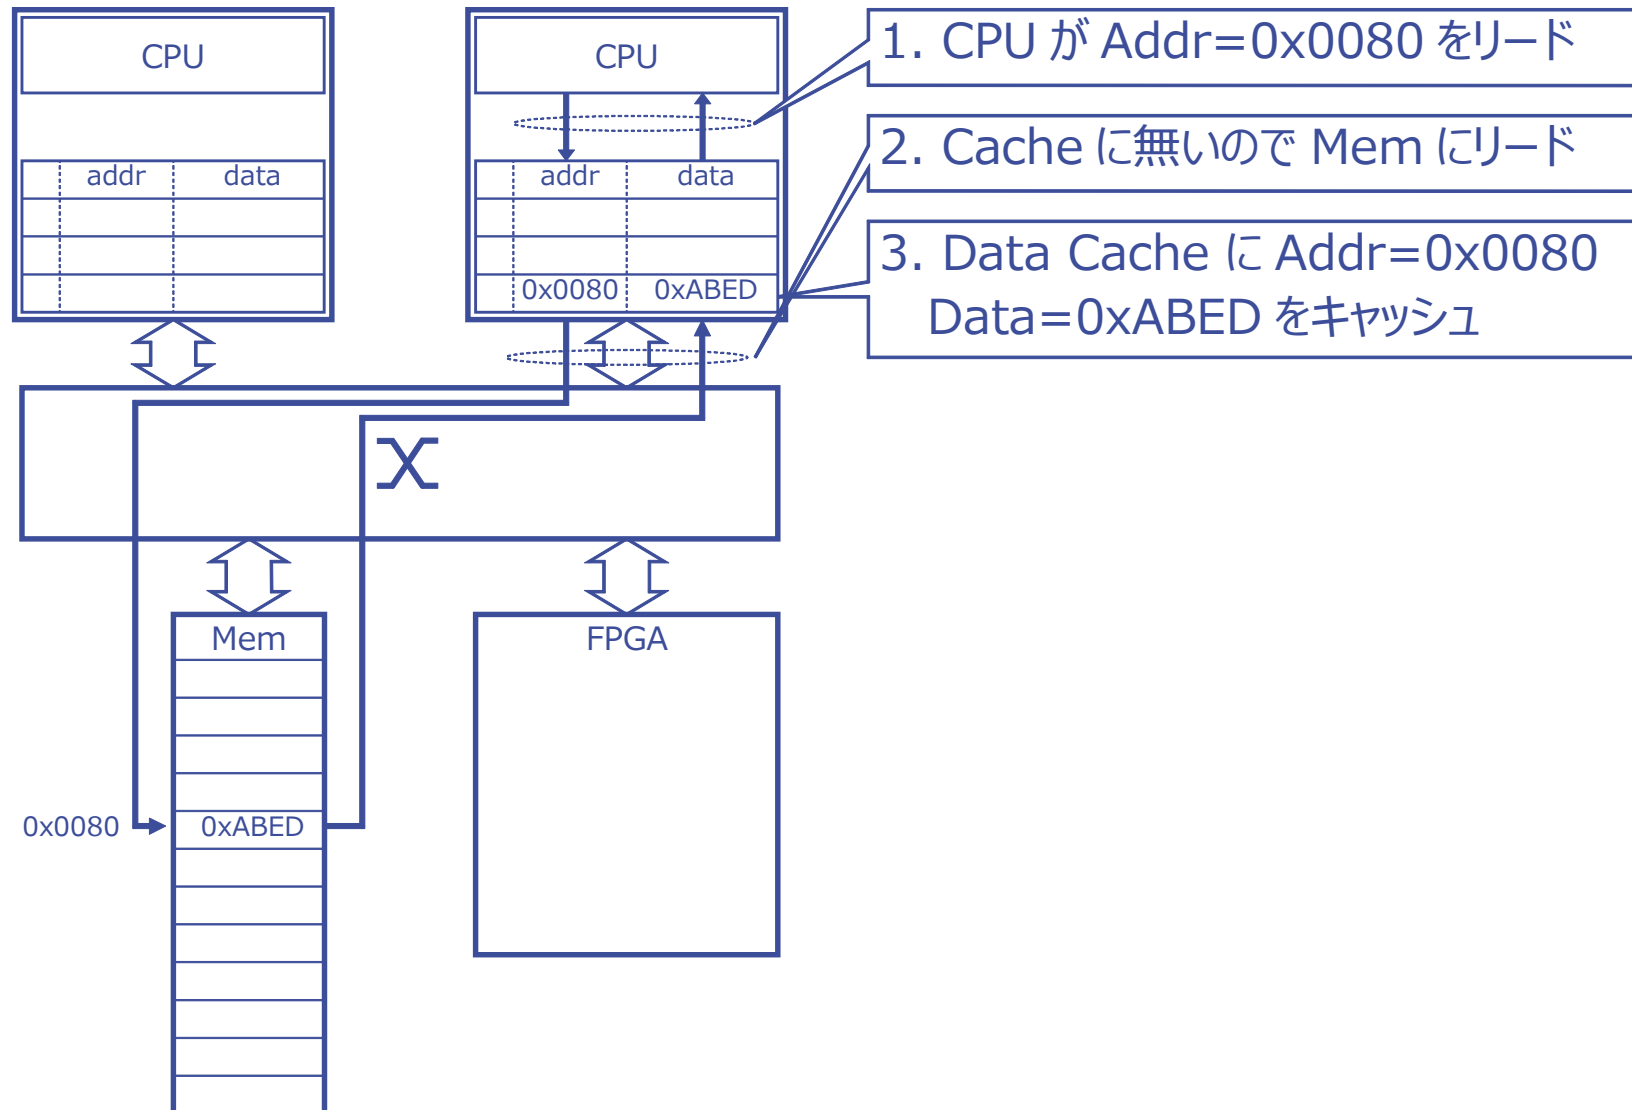 CPU
CPU
1. CPU が Addr=0x0080 をリード
2. Cache に無いので Mem にリード
addr data
addr data
3. Data Cache に Addr=0x0080
Data=0xABED をキャッシュ
0x0080 0xABED
Mem
FPGA
0x0080 0xABED